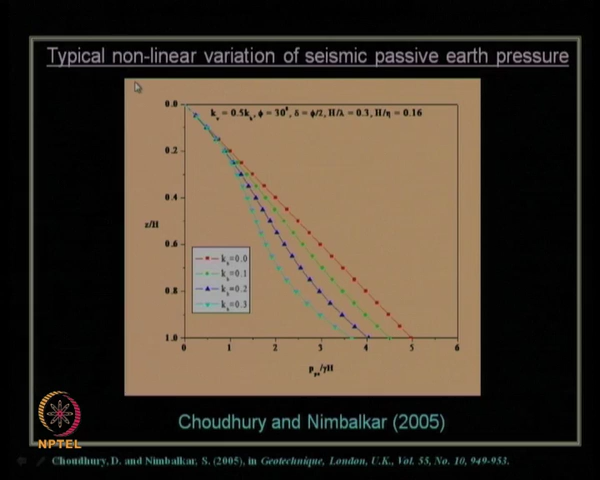 Typical non-linear variation of seismic passive earth pressure
kv = 0.5kh, ϕ = 30°, δ = ϕ/2, H/λ = 0.3, H/η = 0.16
0.0
0.2
0.4
z/H
0.6
kh=0.0
kh=0.1
kh=0.2
kh=0.3
0.8
1.0
0 1 2 3 4 5 6
ppe/γH
Choudhury and Nimbalkar (2005)
NPTEL
Choudhury, D. and Nimbalkar, S. (2005), in Geotechnique, London, U.K., Vol. 55, No. 10, 949-953.